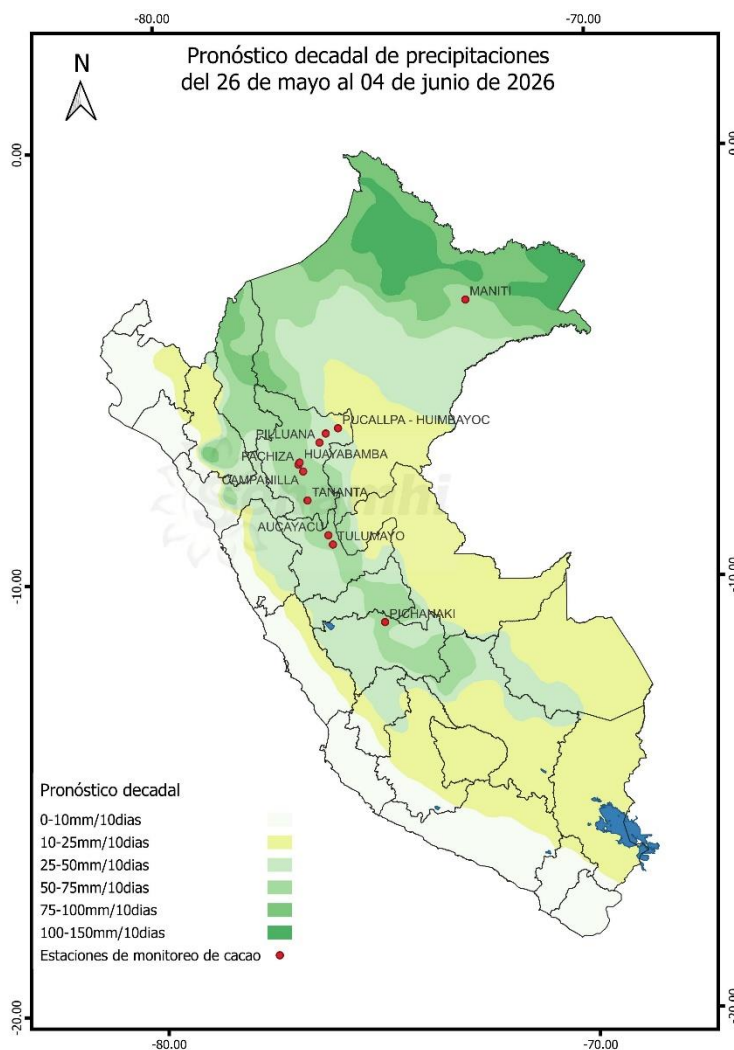 -80.00
-70.00
Pronóstico decadal de precipitaciones
del 26 de mayo al 04 de junio de 2026
N
0.00
0.00
MANITI
PUCALLPA - HUIMBAYOC
PILLUANA
PACHIZA
HUAYABAMBA
CAMPANILLA
TANANTA
senamhi
AUCAYACU
TULUMAYO
-10.00
-10.00
PICHANAKI
Pronóstico decadal
0-10mm/10dias
10-25mm/10dias
25-50mm/10dias
50-75mm/10dias
75-100mm/10dias
100-150mm/10dias
Estaciones de monitoreo de cacao
-20.00
-20.00
-80.00
-70.00